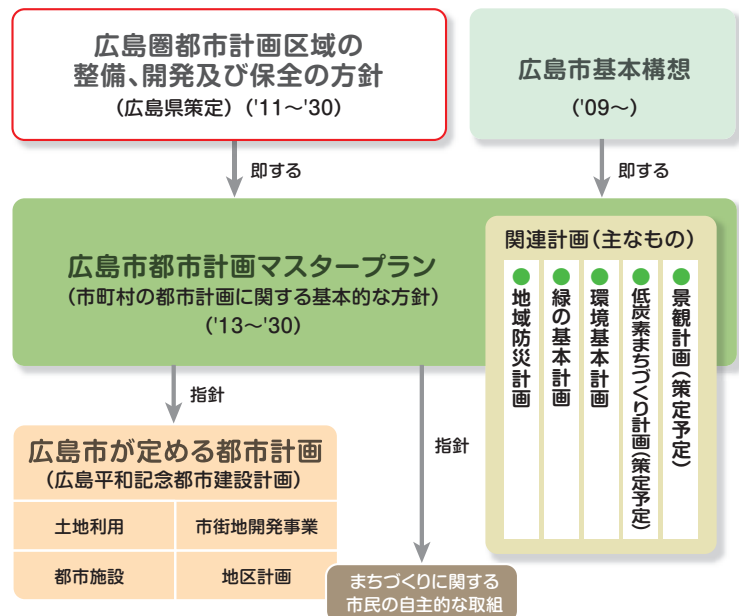 広島圏都市計画区域の
整備、開発及び保全の方針
（広島県策定）（'11～'30）
広島市基本構想
（'09～）
即する
即する
広島市都市計画マスタープラン
（市町村の都市計画に関する基本的な方針）
（'13～'30）
関連計画（主なもの）
地域防災計画
緑の基本計画
環境基本計画
低炭素まちづくり計画（策定予定）
景観計画（策定予定）
指針
指針
広島市が定める都市計画
（広島平和記念都市建設計画）
土地利用
市街地開発事業
都市施設
地区計画
まちづくりに関する
市民の自主的な取組